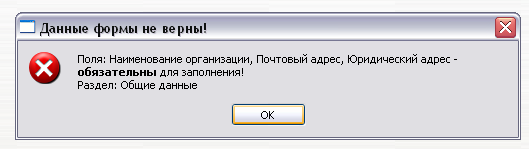 Данные формы не верны!
Поля: Наименование организации, Почтовый адрес, Юридический адрес -
обязательны для заполнения!
Раздел: Общие данные
OK